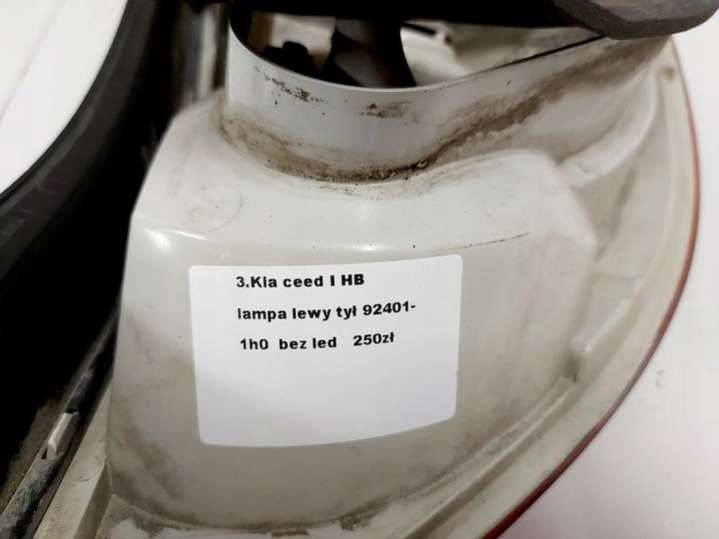 3.Kia ceed I HB
lampa lewy tył 92401-
1h0 bez led 250zł